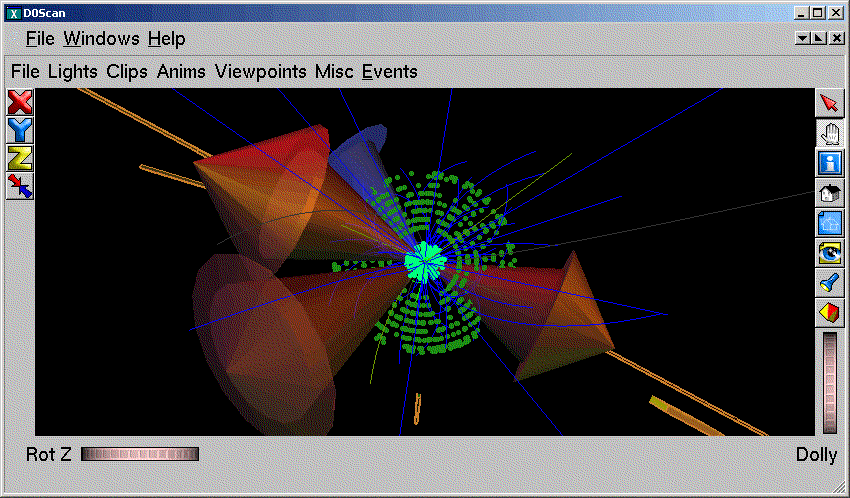 D0Scan
File Windows Help
File Lights Clips Anims Viewpoints Misc Events
X
Y
Z
Rot Z
Dolly